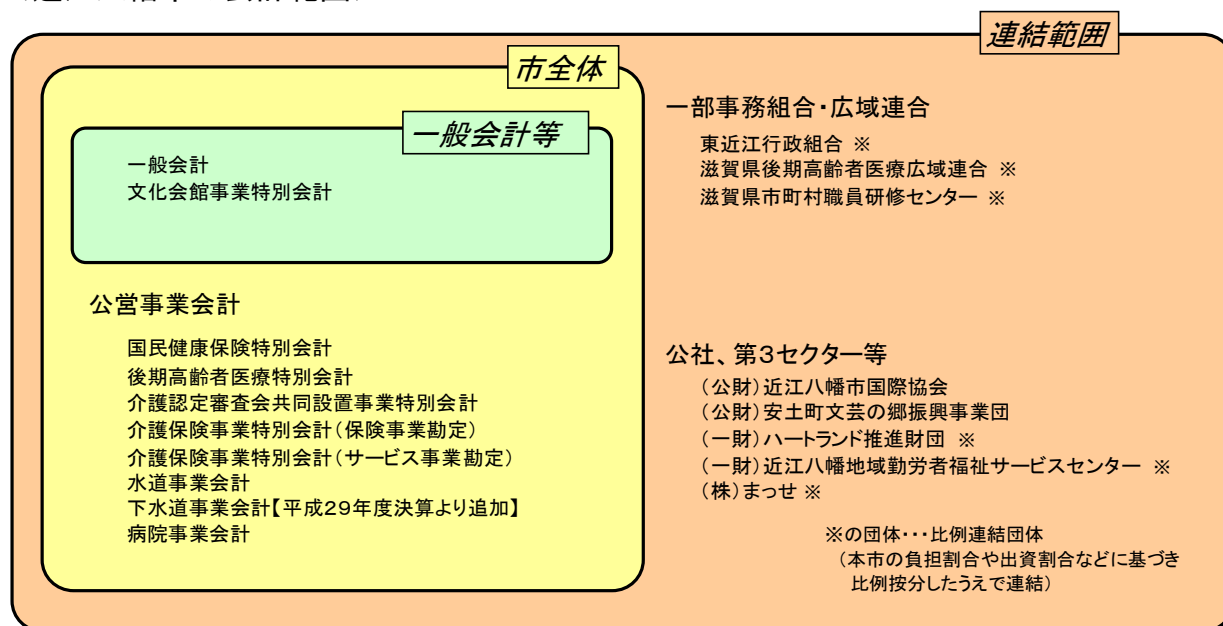 連結範囲
市全体
一般会計等
一般会計
文化会館事業特別会計
公営事業会計
国民健康保険特別会計
後期高齢者医療特別会計
介護認定審査会共同設置事業特別会計
介護保険事業特別会計（保険事業勘定）
介護保険事業特別会計（サービス事業勘定）
水道事業会計
下水道事業会計【平成29年度決算より追加】
病院事業会計
一部事務組合・広域連合
東近江行政組合 ※
滋賀県後期高齢者医療広域連合 ※
滋賀県市町村職員研修センター ※
公社、第３セクター等
（公財）近江八幡市国際協会
（公財）安土町文芸の郷振興事業団
（一財）ハートランド推進財団 ※
（一財）近江八幡地域勤労者福祉サービスセンター ※
（株）まっせ ※
※の団体・・・比例連結団体
（本市の負担割合や出資割合などに基づき
比例按分したうえで連結）